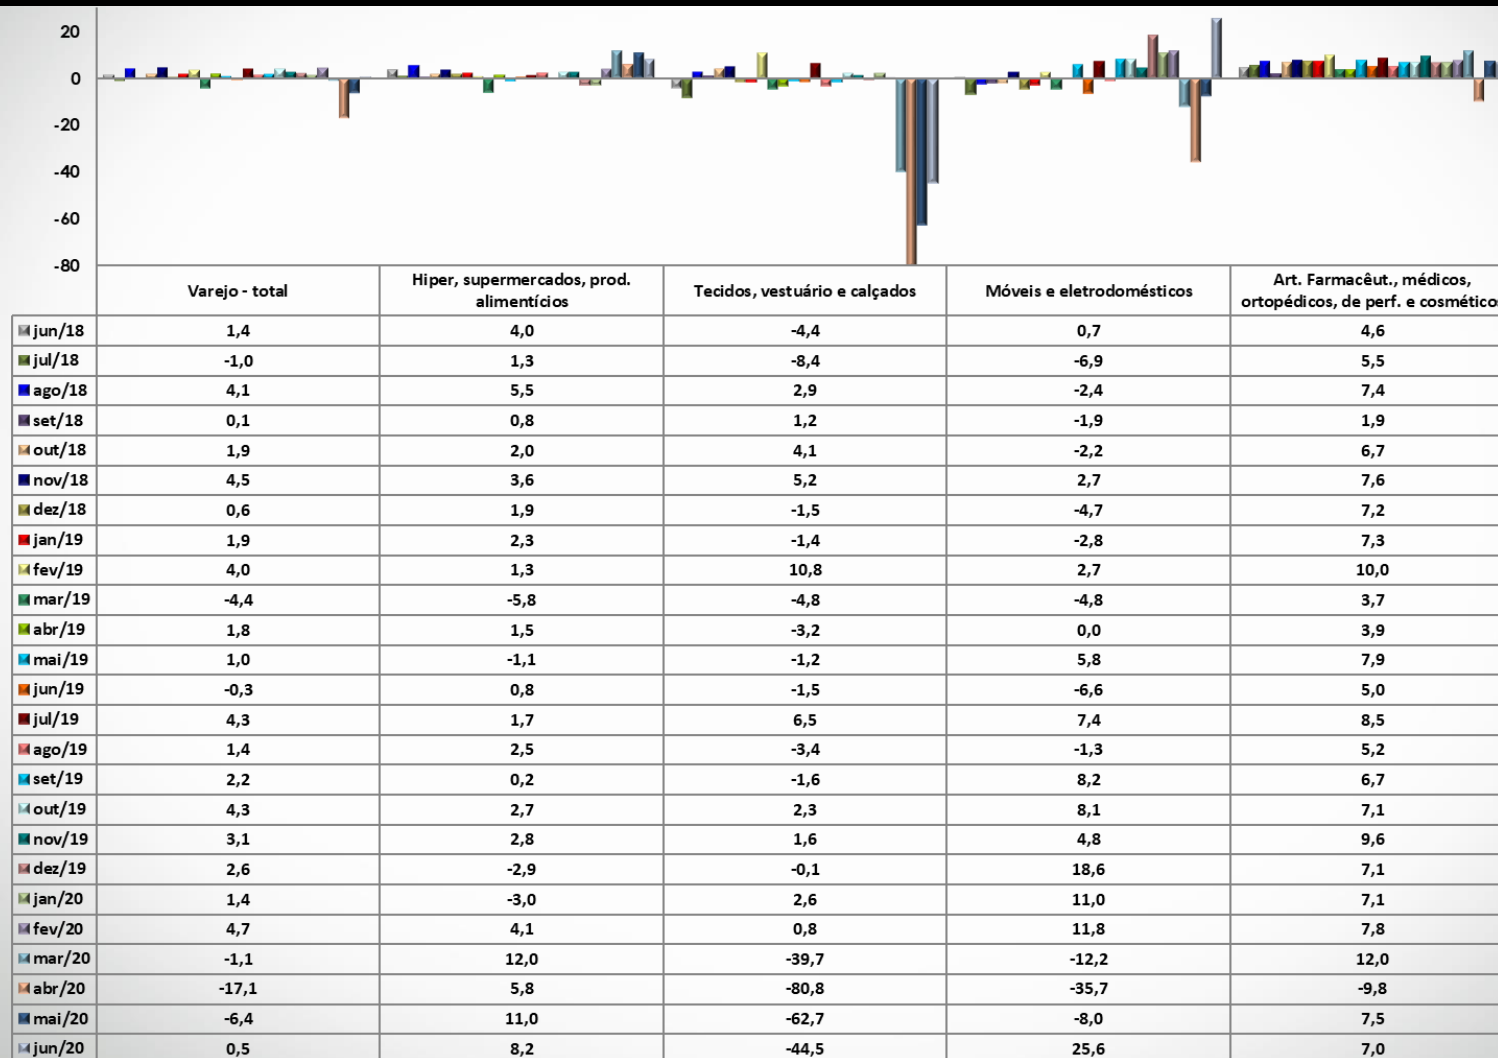 20
0
-20
-40
-60
-80
Varejo - total
Hiper, supermercados, prod.
alimentícios
Tecidos, vestuário e calçados
Móveis e eletrodomésticos
Art. Farmacêut., médicos,
ortopédicos, de perf. e cosmético
jun/18 1,4 4,0 -4,4 0,7 4,6
jul/18 -1,0 1,3 -8,4 -6,9 5,5
ago/18 4,1 5,5 2,9 -2,4 7,4
set/18 0,1 0,8 1,2 -1,9 1,9
out/18 1,9 2,0 4,1 -2,2 6,7
nov/18 4,5 3,6 5,2 2,7 7,6
dez/18 0,6 1,9 -1,5 -4,7 7,2
jan/19 1,9 2,3 -1,4 -2,8 7,3
fev/19 4,0 1,3 10,8 2,7 10,0
mar/19 -4,4 -5,8 -4,8 -4,8 3,7
abr/19 1,8 1,5 -3,2 0,0 3,9
mai/19 1,0 -1,1 -1,2 5,8 7,9
jun/19 -0,3 0,8 -1,5 -6,6 5,0
jul/19 4,3 1,7 6,5 7,4 8,5
ago/19 1,4 2,5 -3,4 -1,3 5,2
set/19 2,2 0,2 -1,6 8,2 6,7
out/19 4,3 2,7 2,3 8,1 7,1
nov/19 3,1 2,8 1,6 4,8 9,6
dez/19 2,6 -2,9 -0,1 18,6 7,1
jan/20 1,4 -3,0 2,6 11,0 7,1
fev/20 4,7 4,1 0,8 11,8 7,8
mar/20 -1,1 12,0 -39,7 -12,2 12,0
abr/20 -17,1 5,8 -80,8 -35,7 -9,8
mai/20 -6,4 11,0 -62,7 -8,0 7,5
jun/20 0,5 8,2 -44,5 25,6 7,0